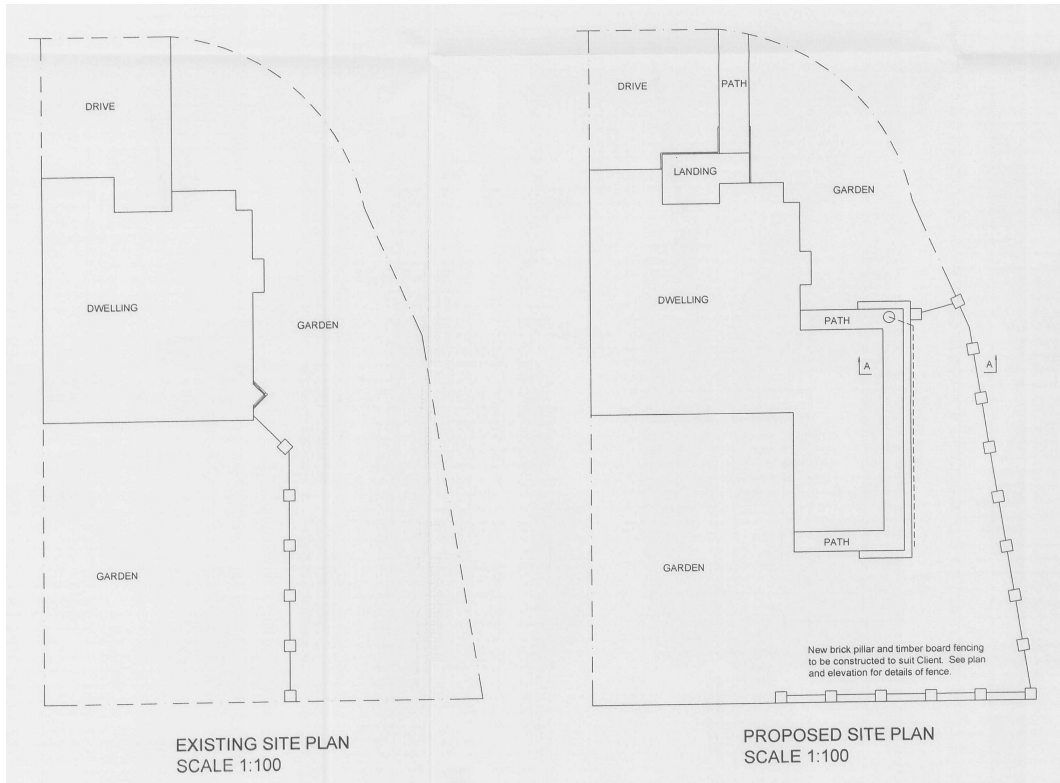 DRIVE
DWELLING
GARDEN
GARDEN
EXISTING SITE PLAN
SCALE 1:100
DRIVE
PATH
LANDING
GARDEN
DWELLING
PATH
A
A
PATH
GARDEN
New brick pillar and timber board fencing
to be constructed to suit Client. See plan
and elevation for details of fence.
PROPOSED SITE PLAN
SCALE 1:100